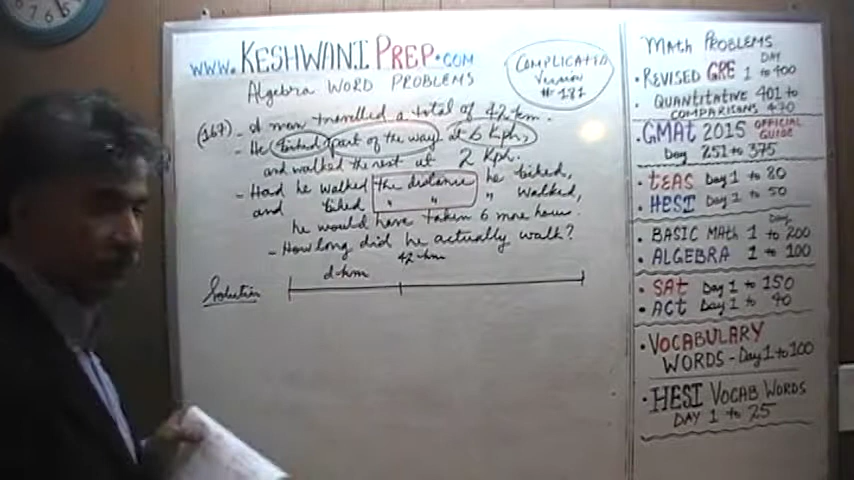 WWW. KESHWANI PREP.COM
Algebra WORD PROBLEMS
COMPLICATED
Version
# 181
(167) - A man travelled a total of 42 km.
- He biked part of the way at 6 kph,
and walked the rest at 2 kph.
- Had he walked the distance he biked,
and biked " " " walked,
he would have taken 6 more hours.
- How long did he actually walk?
42 km
d km
Solution
MATH PROBLEMS
DAY
• REVISED GRE 1 to 400
• QUANTITATIVE 401 to
COMPARISONS 430
• GMAT 2015 OFFICIAL
GUIDE
Day 251 to 375
• TEAS Day 1 to 80
• HESI Day 1 to 50
Day
• BASIC MATH 1 to 200
• ALGEBRA 1 to 100
• SAT Day 1 to 150
• ACT Day 1 to 90
• VOCABULARY
WORDS - Day 1 to 100
• HESI VOCAB WORDS
DAY 1 to 25